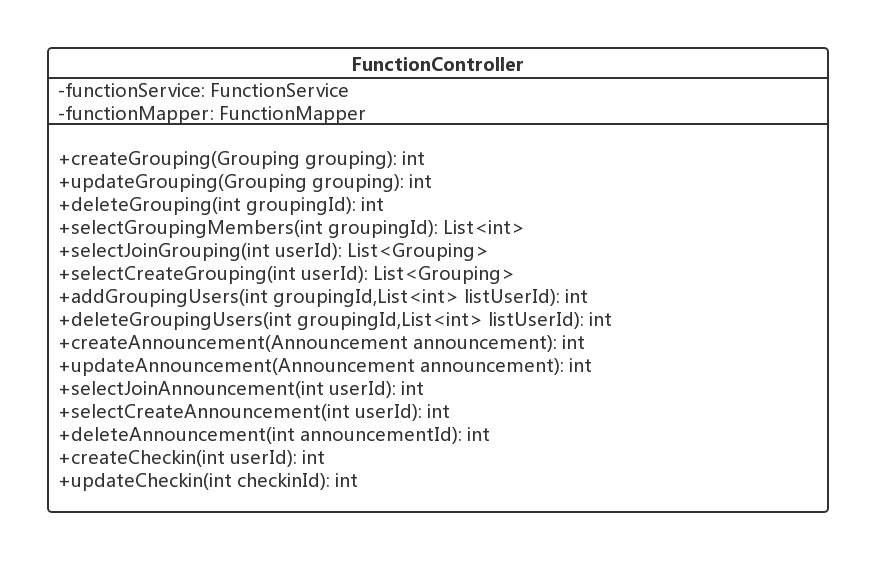 FunctionController
-functionService: FunctionService
-functionMapper: FunctionMapper
+createGrouping(Grouping grouping): int
+updateGrouping(Grouping grouping): int
+deleteGrouping(int groupingId): int
+selectGroupingMembers(int groupingId): List<int>
+selectJoinGrouping(int userId): List<Grouping>
+selectCreateGrouping(int userId): List<Grouping>
+addGroupingUsers(int groupingId,List<int> listUserId): int
+deleteGroupingUsers(int groupingId,List<int> listUserId): int
+createAnnouncement(Announcement announcement): int
+updateAnnouncement(Announcement announcement): int
+selectJoinAnnouncement(int userId): int
+selectCreateAnnouncement(int userId): int
+deleteAnnouncement(int announcementId): int
+createCheckin(int userId): int
+updateCheckin(int checkinId): int